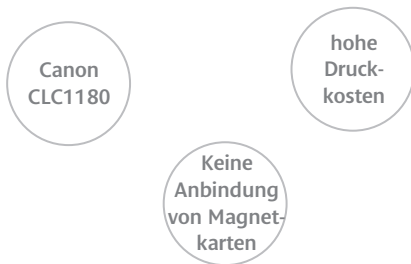 Canon
CLC1180
hohe
Druck-
kosten
Keine
Anbindung
von Magnet-
karten